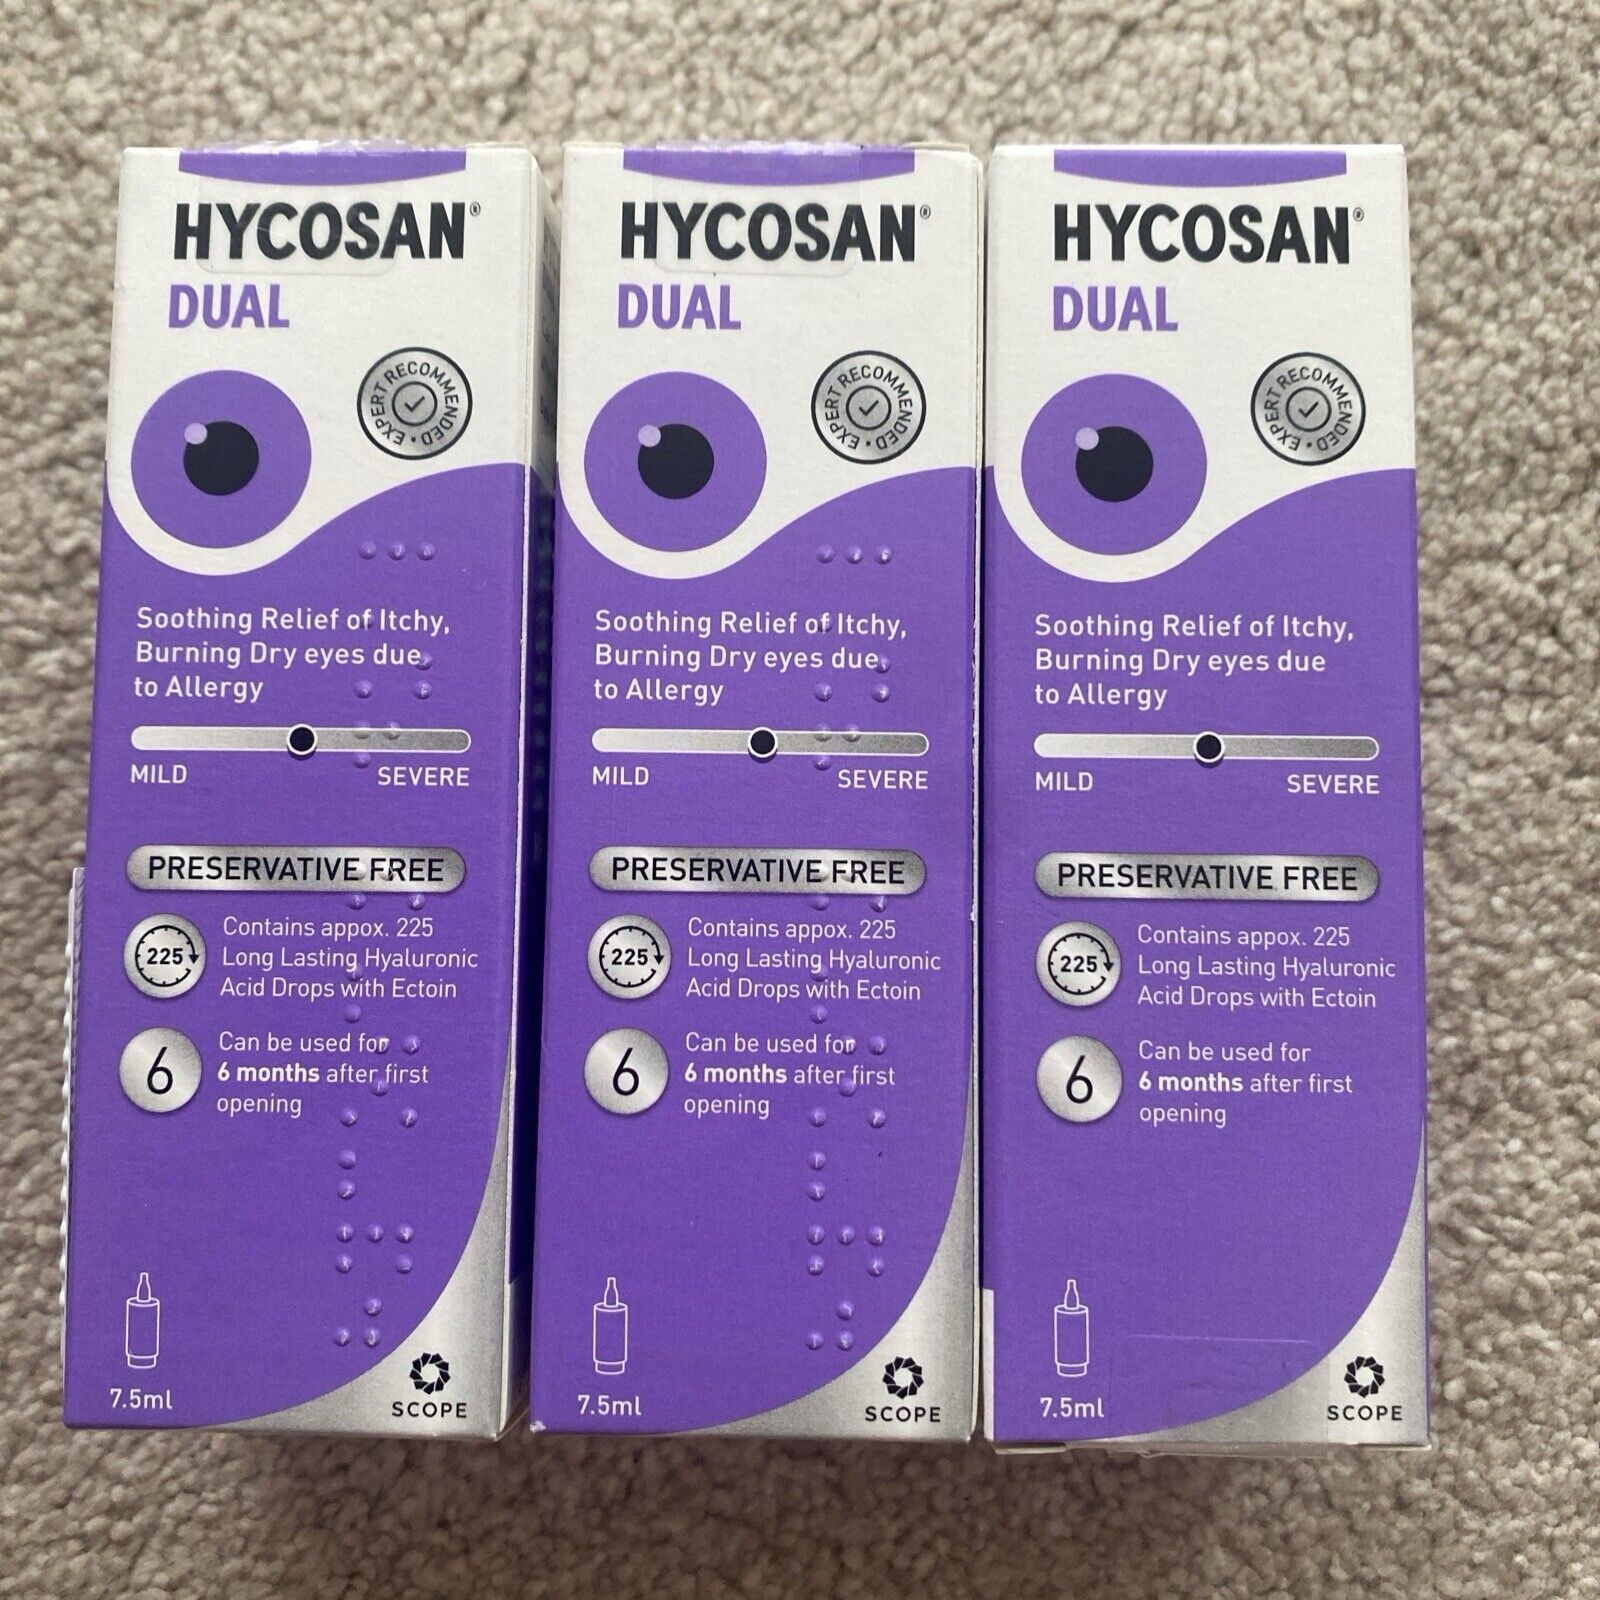 HYCOSAN®
DUAL
EXPERT RECOMMENDED
Soothing Relief of Itchy,
Burning Dry eyes due
to Allergy
MILD SEVERE
PRESERVATIVE FREE
225
Contains appox. 225
Long Lasting Hyaluronic
Acid Drops with Ectoin
6
Can be used for
6 months after first
opening
7.5ml
SCOPE
HYCOSAN®
DUAL
EXPERT RECOMMENDED
Soothing Relief of Itchy,
Burning Dry eyes due
to Allergy
MILD SEVERE
PRESERVATIVE FREE
225
Contains appox. 225
Long Lasting Hyaluronic
Acid Drops with Ectoin
6
Can be used for
6 months after first
opening
7.5ml
SCOPE
HYCOSAN®
DUAL
EXPERT RECOMMENDED
Soothing Relief of Itchy,
Burning Dry eyes due
to Allergy
MILD SEVERE
PRESERVATIVE FREE
225
Contains appox. 225
Long Lasting Hyaluronic
Acid Drops with Ectoin
6
Can be used for
6 months after first
opening
7.5ml
SCOPE